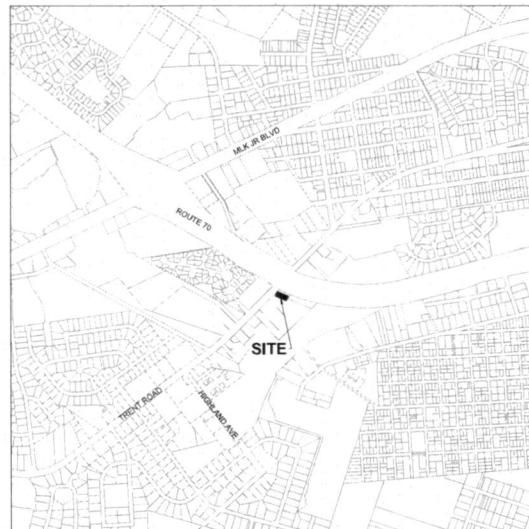 MLK JR BLVD
ROUTE 70
SITE
TRENT ROAD
HIGHLAND AVE